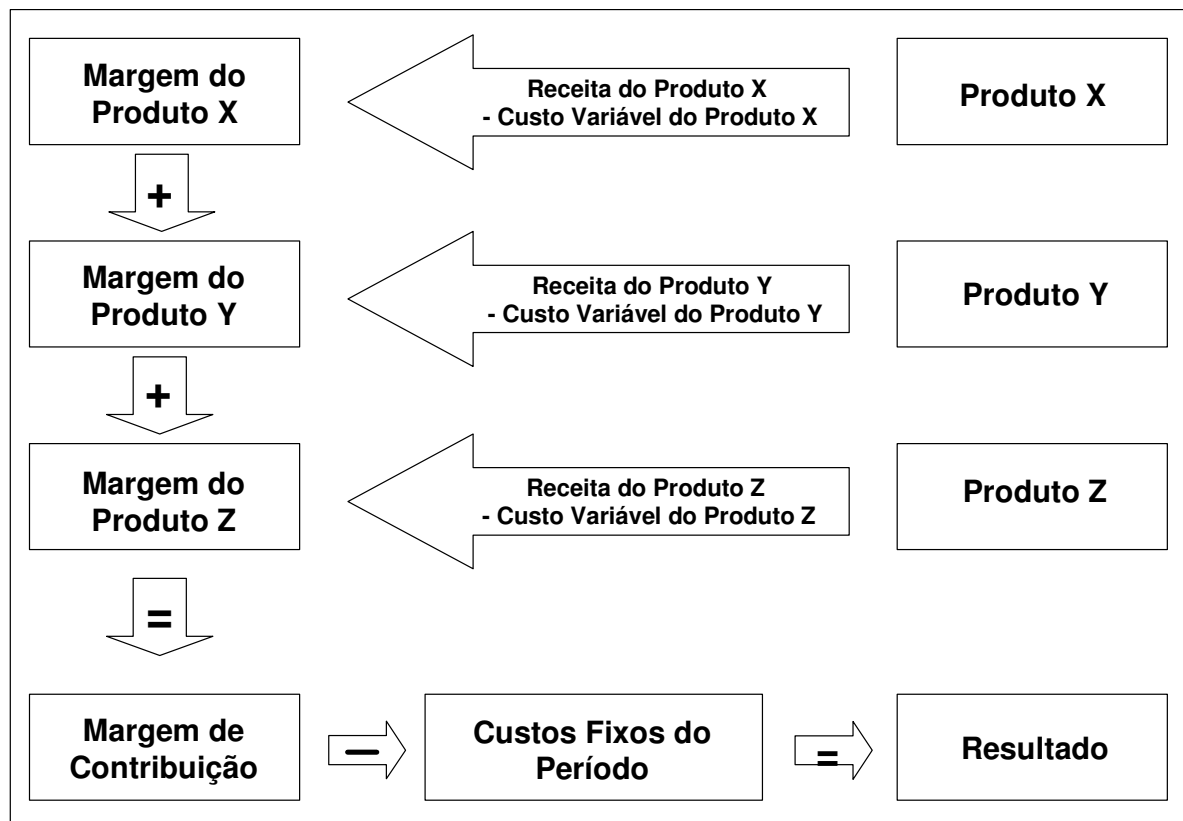 Margem do
Produto X
Receita do Produto X
- Custo Variável do Produto X
Produto X
+
Margem do
Produto Y
Receita do Produto Y
- Custo Variável do Produto Y
Produto Y
+
Margem do
Produto Z
Receita do Produto Z
- Custo Variável do Produto Z
Produto Z
=
Margem de
Contribuição
–
Custos Fixos do
Período
=
Resultado